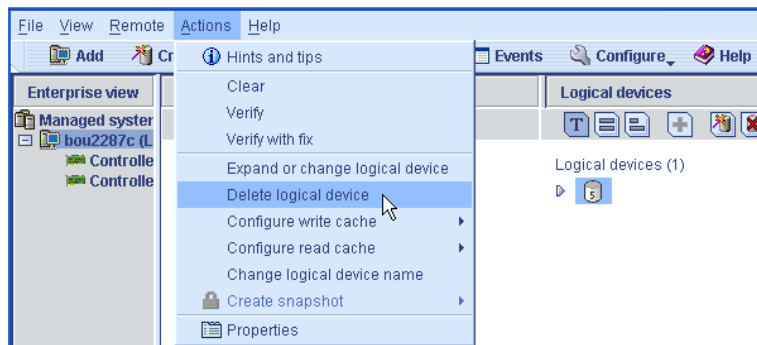 File View Remote Actions Help
Add Cr Events Configure Help
Hints and tips
Clear
Verify
Verify with fix
Expand or change logical device
Delete logical device
Configure write cache
Configure read cache
Change logical device name
Create snapshot
Properties
Enterprise view
Managed syster
bou2287c (L
Controlle
Controlle
Logical devices
T
Logical devices (1)
5